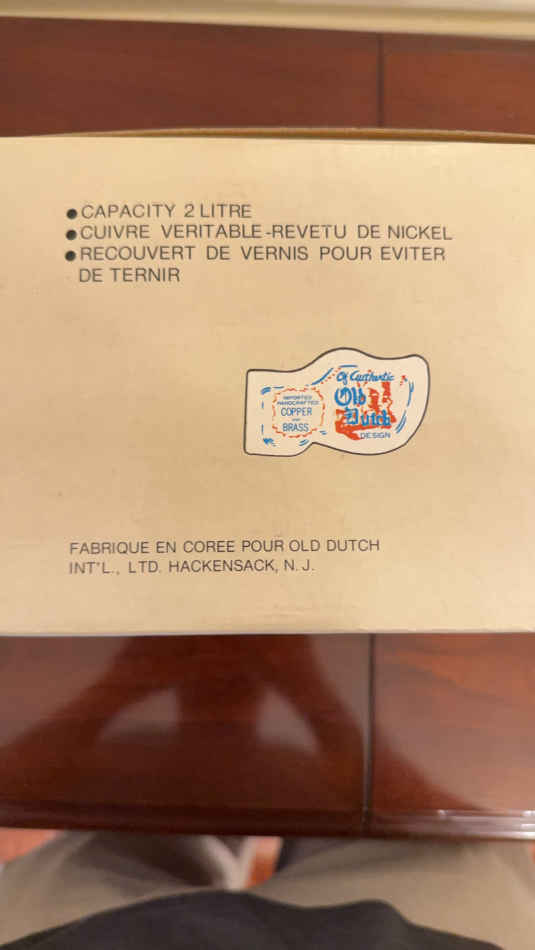 ●CAPACITY 2 LITRE
●CUIVRE VERITABLE-REVETU DE NICKEL
●RECOUVERT DE VERNIS POUR EVITER
DE TERNIR
Of Authentic
Old
Dutch
DESIGN
IMPORTED
HANDCRAFTED
COPPER
BRASS
FABRIQUE EN COREE POUR OLD DUTCH
INT'L., LTD. HACKENSACK, N.J.